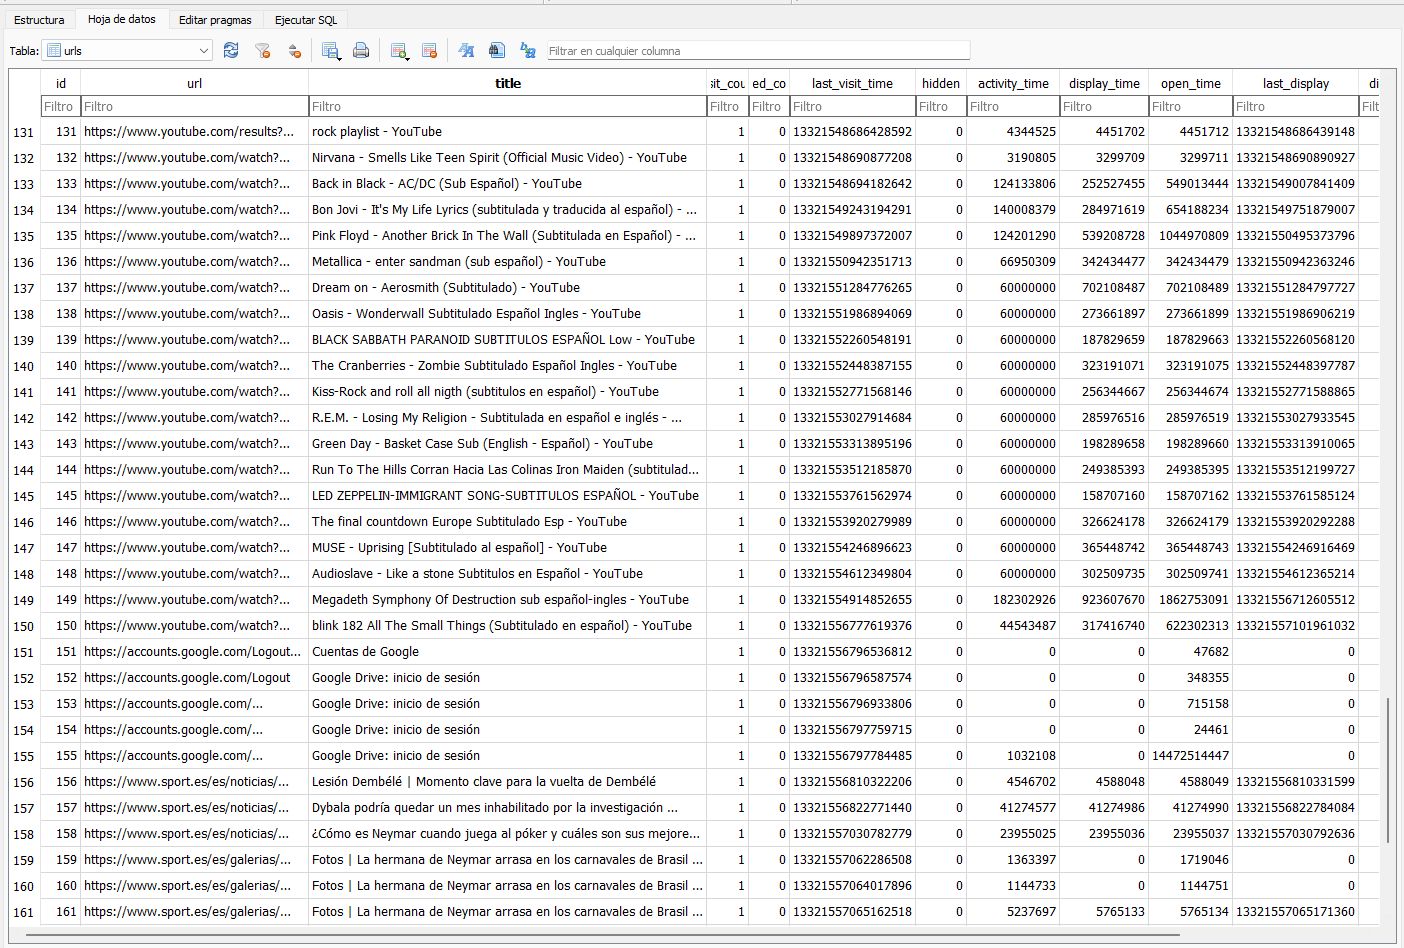 Estructura Hoja de datos Editar pragmas Ejecutar SQL
Tabla: urls Filtrar en cualquier columna
id url title sit_cou ed_co last_visit_time hidden activity_time display_time open_time last_display di
Filtro Filtro Filtro Filtro Filtro Filtro Filtro Filtro Filtro Filtro Filtro Filt
131 131 https://www.youtube.com/results?... rock playlist - YouTube 1 0 13321548686428592 0 4344525 4451702 4451712 13321548686439148
132 132 https://www.youtube.com/watch?... Nirvana - Smells Like Teen Spirit (Official Music Video) - YouTube 1 0 13321548690877208 0 3190805 3299709 3299711 13321548690890927
133 133 https://www.youtube.com/watch?... Back in Black - AC/DC (Sub Español) - YouTube 1 0 13321548694182642 0 124133806 252527455 549013444 13321549007841409
134 134 https://www.youtube.com/watch?... Bon Jovi - It's My Life Lyrics (subtitulada y traducida al español) - ... 1 0 13321549243194291 0 140008379 284971619 654188234 13321549751879007
135 135 https://www.youtube.com/watch?... Pink Floyd - Another Brick In The Wall (Subtitulada en Español) - ... 1 0 13321549897372007 0 124201290 539208728 1044970809 13321550495373796
136 136 https://www.youtube.com/watch?... Metallica - enter sandman (sub español) - YouTube 1 0 13321550942351713 0 66950309 342434477 342434479 13321550942363246
137 137 https://www.youtube.com/watch?... Dream on - Aerosmith (Subtitulado) - YouTube 1 0 13321551284776265 0 60000000 702108487 702108489 13321551284797727
138 138 https://www.youtube.com/watch?... Oasis - Wonderwall Subtitulado Español Ingles - YouTube 1 0 13321551986894069 0 60000000 273661897 273661899 13321551986906219
139 139 https://www.youtube.com/watch?... BLACK SABBATH PARANOID SUBTITULOS ESPAÑOL Low - YouTube 1 0 13321552260548191 0 60000000 187829659 187829663 13321552260568120
140 140 https://www.youtube.com/watch?... The Cranberries - Zombie Subtitulado Español Ingles - YouTube 1 0 13321552448387155 0 60000000 323191071 323191075 13321552448397787
141 141 https://www.youtube.com/watch?... Kiss-Rock and roll all nigth (subtitulos en español) - YouTube 1 0 13321552771568146 0 60000000 256344667 256344674 13321552771588865
142 142 https://www.youtube.com/watch?... R.E.M. - Losing My Religion - Subtitulada en español e inglés - ... 1 0 13321553027914684 0 60000000 285976516 285976519 13321553027933545
143 143 https://www.youtube.com/watch?... Green Day - Basket Case Sub (English - Español) - YouTube 1 0 13321553313895196 0 60000000 198289658 198289660 13321553313910065
144 144 https://www.youtube.com/watch?... Run To The Hills Corran Hacia Las Colinas Iron Maiden (subtitulad... 1 0 13321553512185870 0 60000000 249385393 249385395 13321553512199727
145 145 https://www.youtube.com/watch?... LED ZEPPELIN-IMMIGRANT SONG-SUBTITULOS ESPAÑOL - YouTube 1 0 13321553761562974 0 60000000 158707160 158707162 13321553761585124
146 146 https://www.youtube.com/watch?... The final countdown Europe Subtitulado Esp - YouTube 1 0 13321553920279989 0 60000000 326624178 326624179 13321553920292288
147 147 https://www.youtube.com/watch?... MUSE - Uprising [Subtitulado al español] - YouTube 1 0 13321554246896623 0 60000000 365448742 365448743 13321554246916469
148 148 https://www.youtube.com/watch?... Audioslave - Like a stone Subtitulos en Español - YouTube 1 0 13321554612349804 0 60000000 302509735 302509741 13321554612365214
149 149 https://www.youtube.com/watch?... Megadeth Symphony Of Destruction sub español-ingles - YouTube 1 0 13321554914852655 0 182302926 923607670 1862753091 13321556712605512
150 150 https://www.youtube.com/watch?... blink 182 All The Small Things (Subtitulado en español) - YouTube 1 0 13321556777619376 0 44543487 317416740 622302313 13321557101961032
151 151 https://accounts.google.com/Logout... Cuentas de Google 1 0 13321556796536812 0 0 0 47682 0
152 152 https://accounts.google.com/Logout Google Drive: inicio de sesión 1 0 13321556796587574 0 0 0 348355 0
153 153 https://accounts.google.com/... Google Drive: inicio de sesión 1 0 13321556796933806 0 0 0 715158 0
154 154 https://accounts.google.com/... Google Drive: inicio de sesión 1 0 13321556797759715 0 0 0 24461 0
155 155 https://accounts.google.com/... Google Drive: inicio de sesión 1 0 13321556797784485 0 1032108 0 14472514447 0
156 156 https://www.sport.es/es/noticias/... Lesión Dembélé | Momento clave para la vuelta de Dembélé 1 0 13321556810322206 0 4546702 4588048 4588049 13321556810331599
157 157 https://www.sport.es/es/noticias/... Dybala podría quedar un mes inhabilitado por la investigación ... 1 0 13321556822771440 0 41274577 41274986 41274990 13321556822784084
158 158 https://www.sport.es/es/noticias/... ¿Cómo es Neymar cuando juega al póker y cuáles son sus mejore... 1 0 13321557030782779 0 23955025 23955036 23955037 13321557030792636
159 159 https://www.sport.es/es/galerias/... Fotos | La hermana de Neymar arrasa en los carnavales de Brasil ... 1 0 13321557062286508 0 1363397 0 1719046 0
160 160 https://www.sport.es/es/galerias/... Fotos | La hermana de Neymar arrasa en los carnavales de Brasil ... 1 0 13321557064017896 0 1144733 0 1144751 0
161 161 https://www.sport.es/es/galerias/... Fotos | La hermana de Neymar arrasa en los carnavales de Brasil ... 1 0 13321557065162518 0 5237697 5765133 5765134 13321557065171360